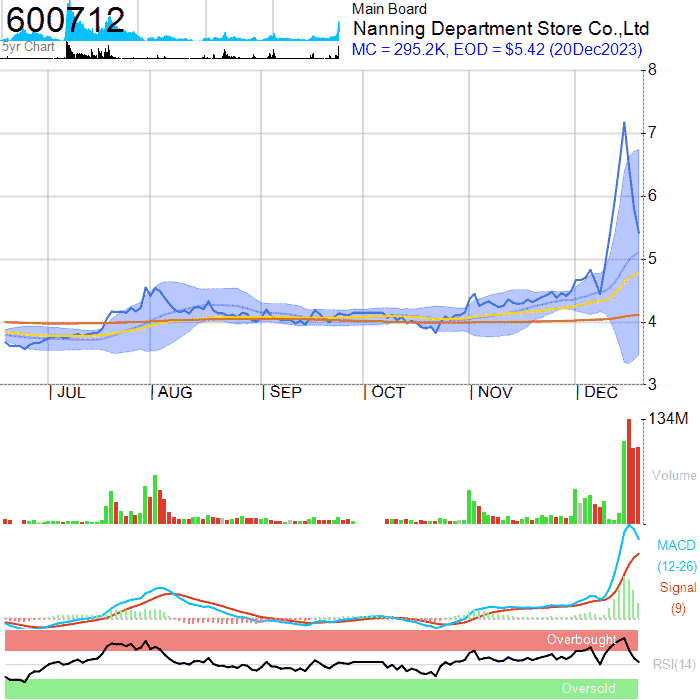 600712
5yr Chart
Main Board
Nanning Department Store Co.,Ltd
MC = 295.2K, EOD = $5.42 (20Dec2023)
8
7
6
5
4
3
JUL AUG SEP OCT NOV DEC
134M
Volume
MACD
(12-26)
Signal
(9)
Overbought
RSI(14)
Oversold